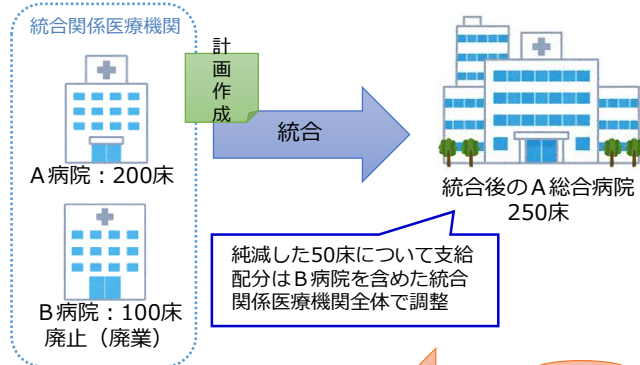 統合関係医療機関
計
画
作
成
統合
A病院：200床
B病院：100床
廃止（廃業）
統合後のA総合病院
250床
純減した50床について支給
配分はB病院を含めた統合
関係医療機関全体で調整